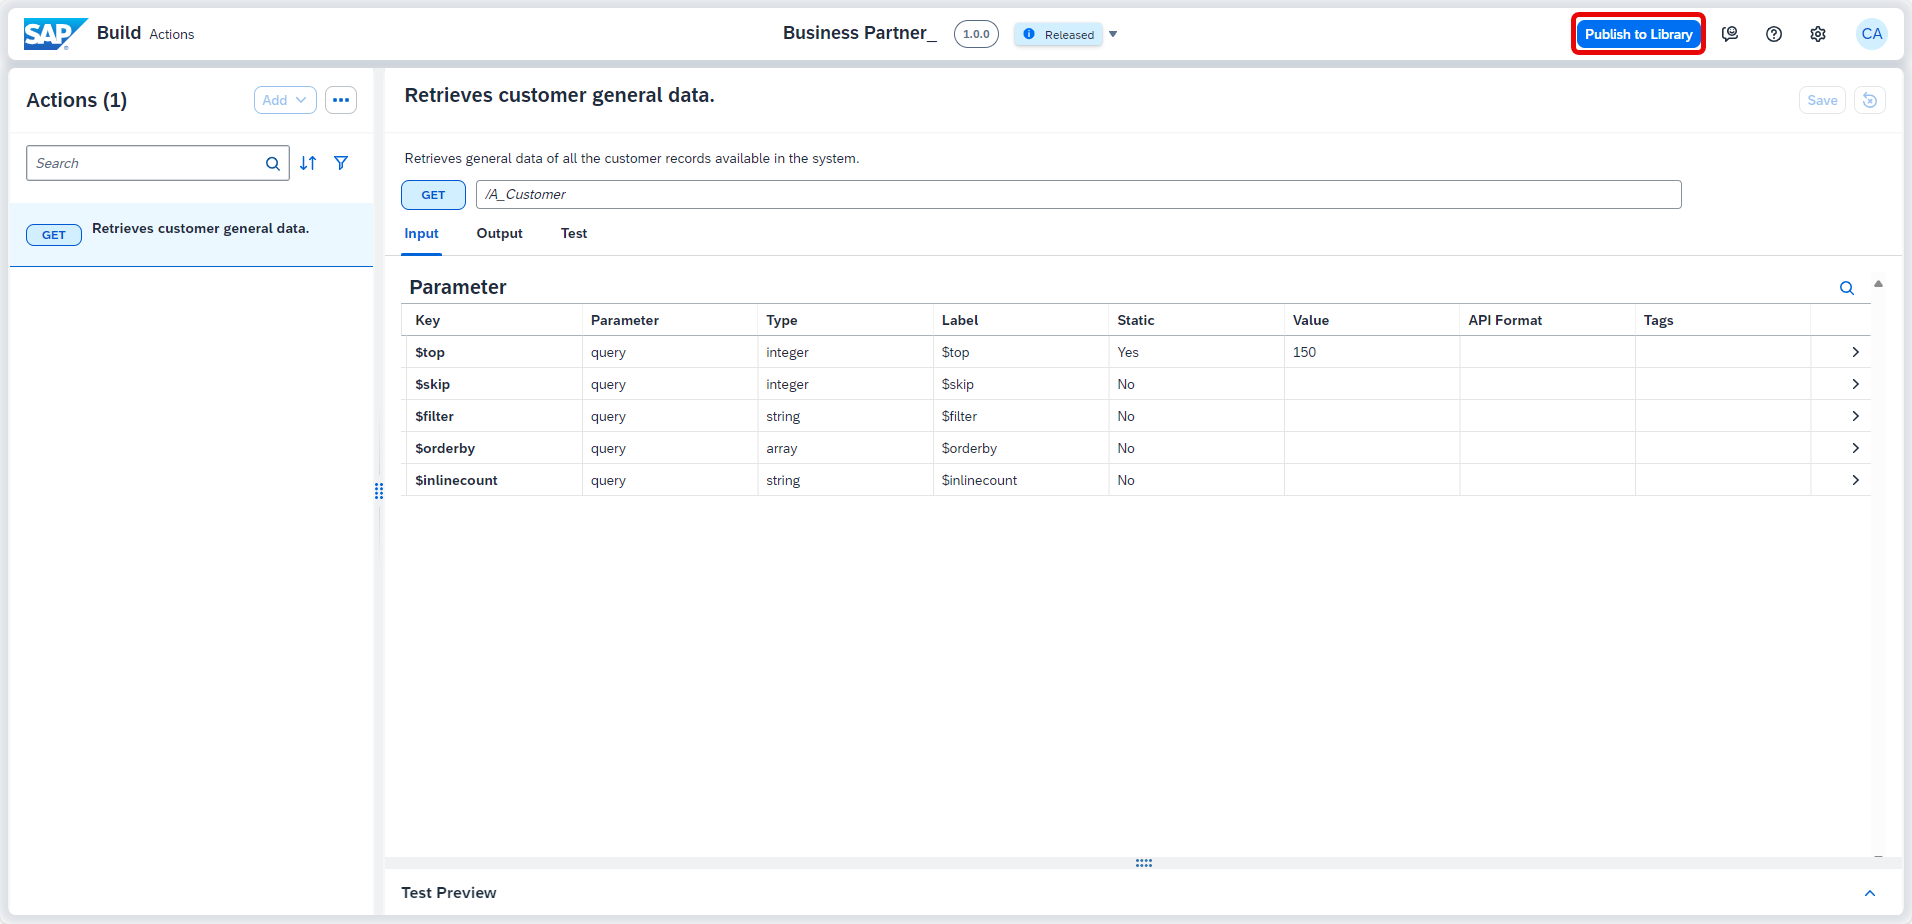 SAP Build Actions Business Partner_ 1.0.0 Released Publish to Library CA
Actions (1) Add
Search
GET Retrieves customer general data.
Retrieves customer general data. Save
Retrieves general data of all the customer records available in the system.
GET /A_Customer
Input Output Test
Parameter
Key Parameter Type Label Static Value API Format Tags
$top query integer $top Yes 150
$skip query integer $skip No
$filter query string $filter No
$orderby query array $orderby No
$inlinecount query string $inlinecount No
Test Preview